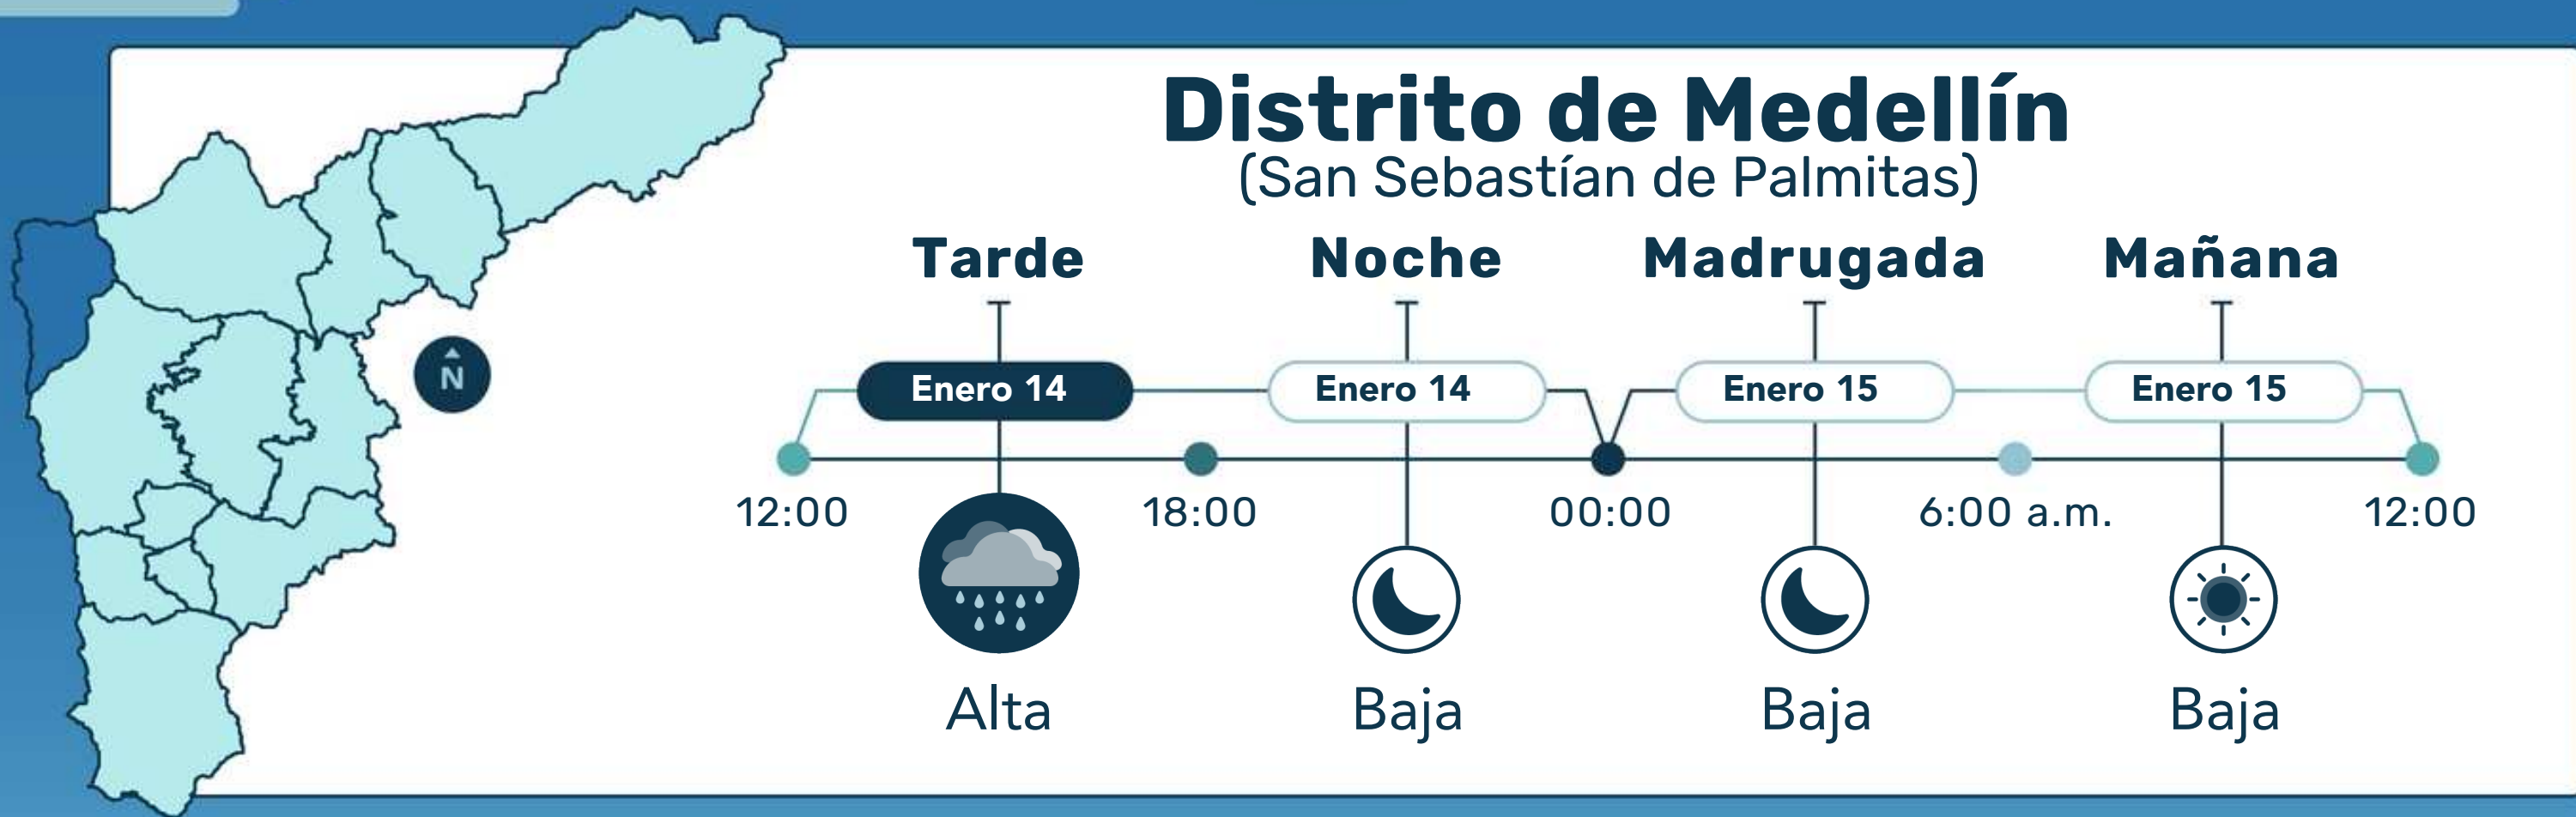 Distrito de Medellín
(San Sebastían de Palmitas)
Tarde Noche Madrugada Mañana
Enero 14 Enero 14 Enero 15 Enero 15
N
12:00 18:00 00:00 6:00 a.m. 12:00
Alta Baja Baja Baja